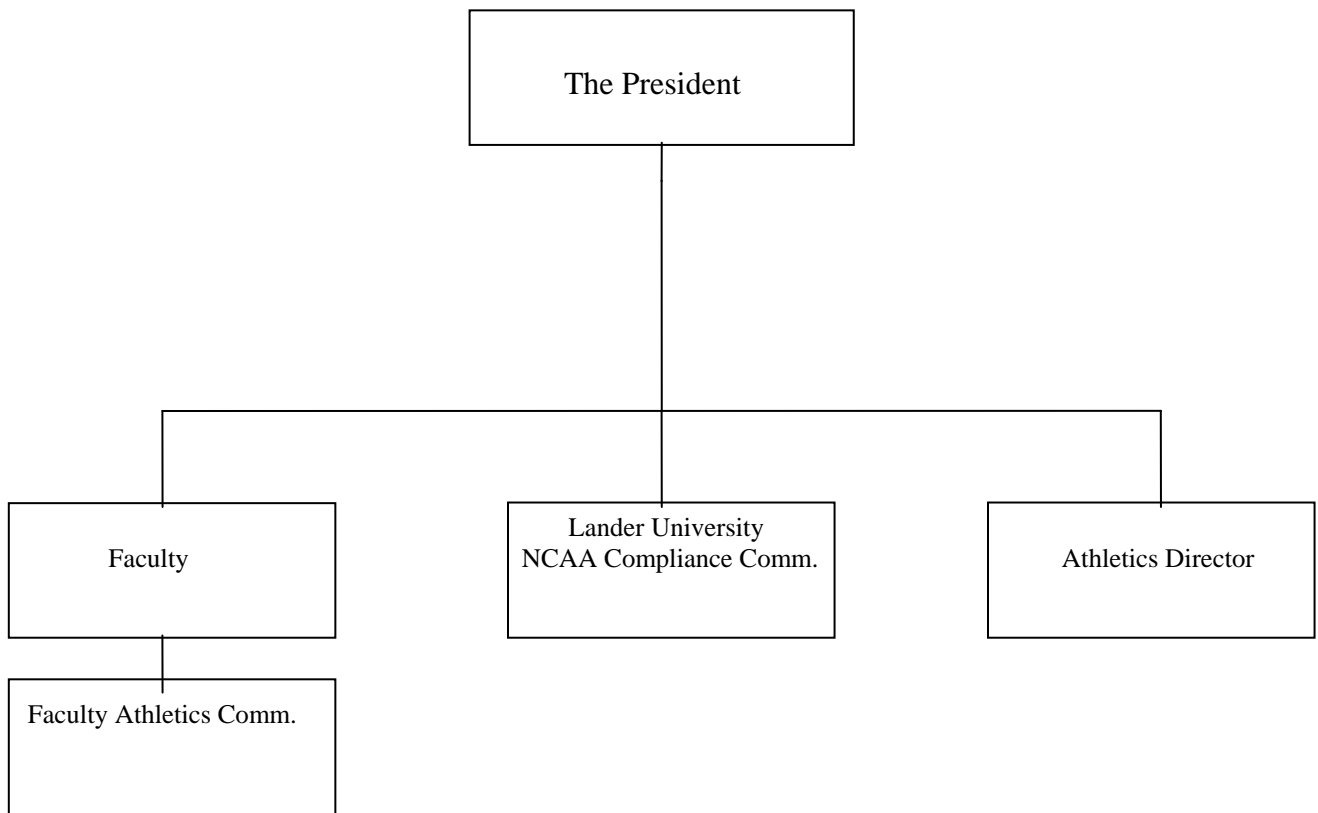 The President
Faculty
Lander University
NCAA Compliance Comm.
Athletics Director
Faculty Athletics Comm.